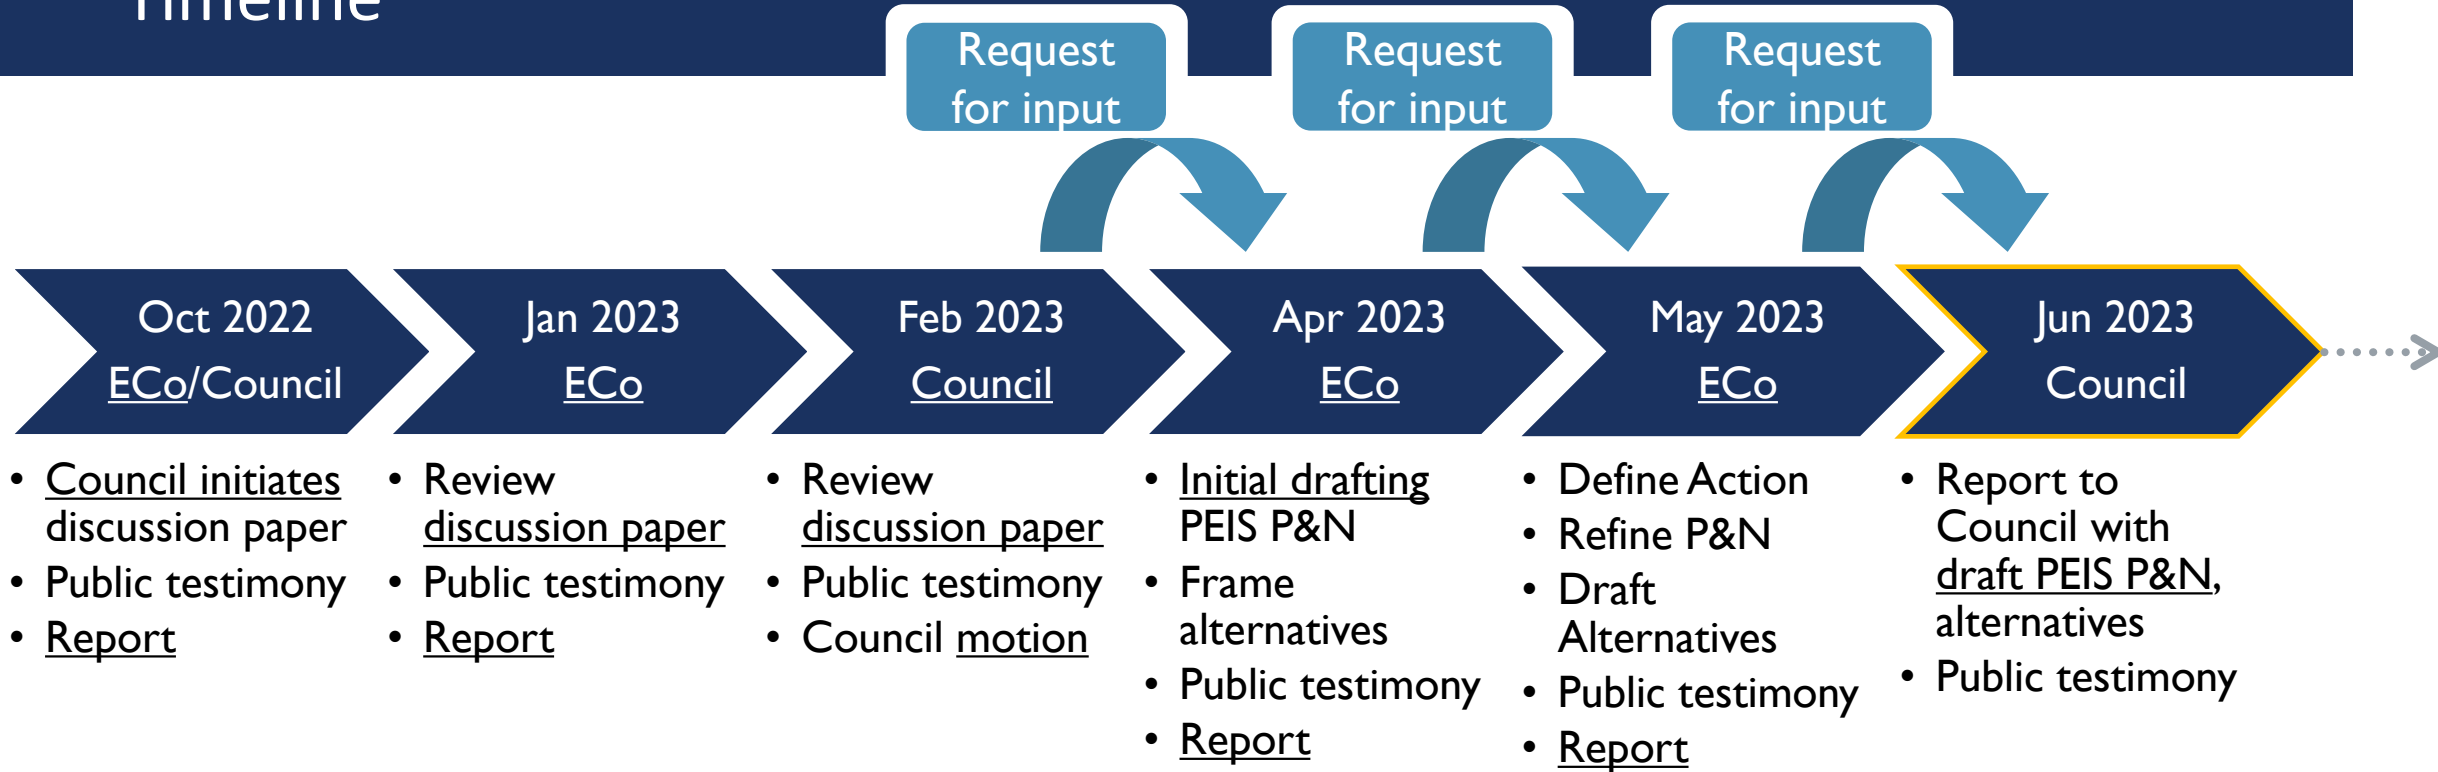 Timeline
Request
for input
Request
for input
Request
for input
Oct 2022
ECo/Council
Jan 2023
ECo
Feb 2023
Council
Apr 2023
ECo
May 2023
ECo
Jun 2023
Council
• Council initiates
discussion paper
• Public testimony
• Report
• Review
discussion paper
• Public testimony
• Report
• Review
discussion paper
• Public testimony
• Council motion
• Initial drafting
PEIS P&N
• Frame
alternatives
• Public testimony
• Report
• Define Action
• Refine P&N
• Draft
Alternatives
• Public testimony
• Report
• Report to
Council with
draft PEIS P&N,
alternatives
• Public testimony